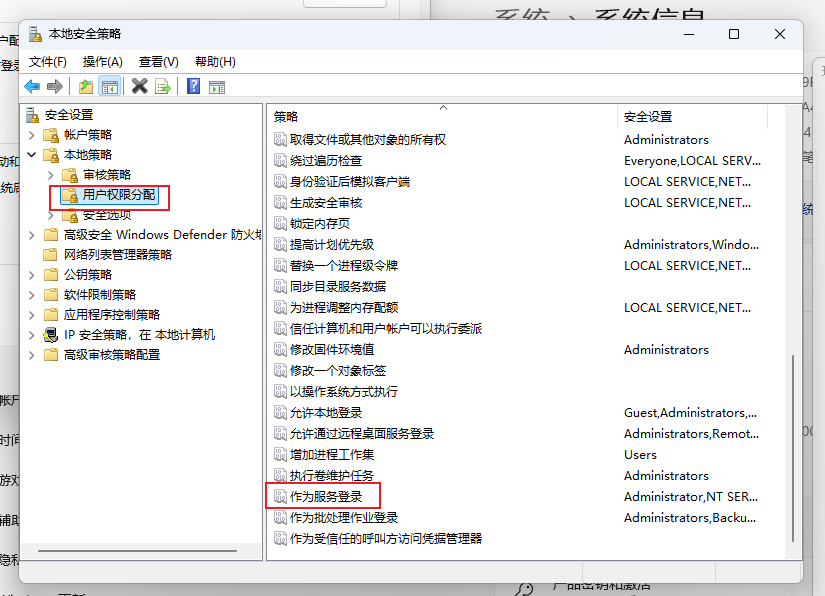 系统 > 系统信息
本地安全策略
文件(F) 操作(A) 查看(V) 帮助(H)
安全设置
帐户策略
本地策略
审核策略
用户权限分配
安全选项
高级安全 Windows Defender 防火墙
网络列表管理器策略
公钥策略
软件限制策略
应用程序控制策略
IP 安全策略，在 本地计算机
高级审核策略配置
策略 安全设置
取得文件或其他对象的所有权 Administrators
绕过遍历检查 Everyone,LOCAL SERV...
身份验证后模拟客户端 LOCAL SERVICE,NET...
生成安全审核 LOCAL SERVICE,NET...
锁定内存页
提高计划优先级 Administrators,Windo...
替换一个进程级令牌 LOCAL SERVICE,NET...
同步目录服务数据
为进程调整内存配额 LOCAL SERVICE,NET...
信任计算机和用户帐户可以执行委派
修改固件环境值 Administrators
修改一个对象标签
以操作系统方式执行
允许本地登录 Guest,Administrators,...
允许通过远程桌面服务登录 Administrators,Remot...
增加进程工作集 Users
执行卷维护任务 Administrators
作为服务登录 Administrator,NT SER...
作为批处理作业登录 Administrators,Backu...
作为受信任的呼叫方访问凭据管理器
产品密钥和激活